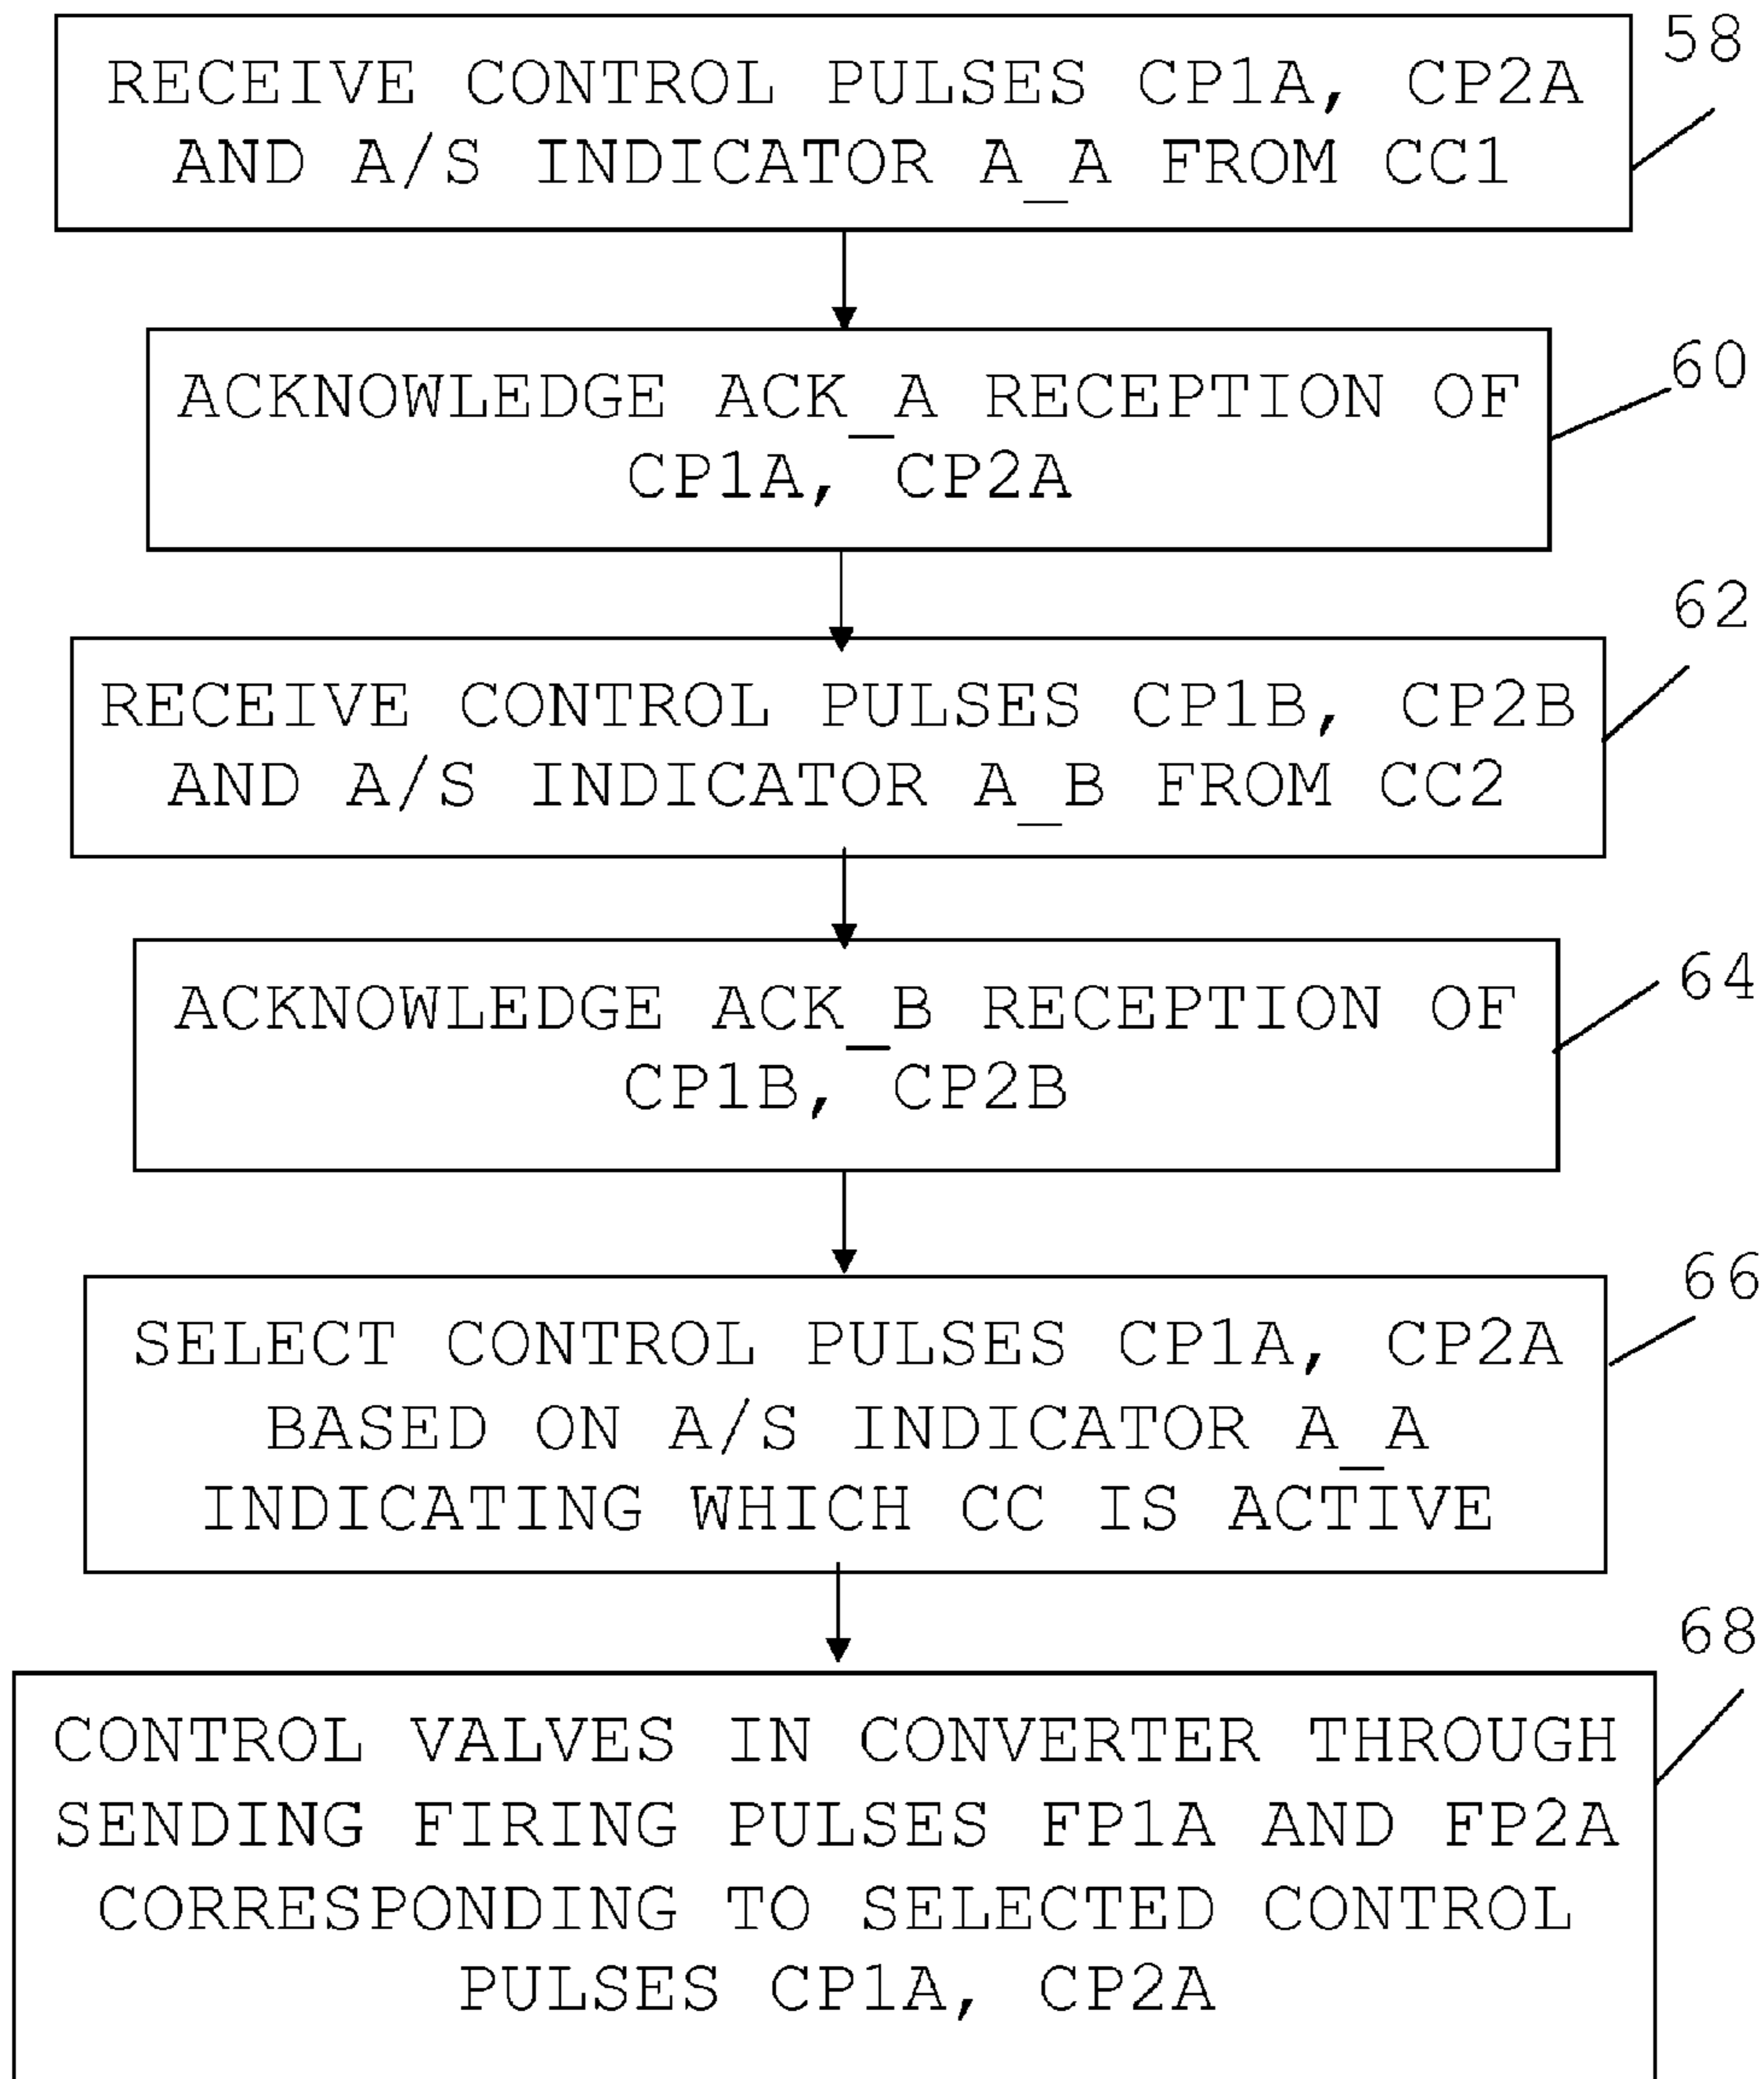 58
RECEIVE CONTROL PULSES CP1A, CP2A
AND A/S INDICATOR A_A FROM CC1
60
ACKNOWLEDGE ACK_A RECEPTION OF
CP1A, CP2A
62
RECEIVE CONTROL PULSES CP1B, CP2B
AND A/S INDICATOR A_B FROM CC2
64
ACKNOWLEDGE ACK_B RECEPTION OF
CP1B, CP2B
66
SELECT CONTROL PULSES CP1A, CP2A
BASED ON A/S INDICATOR A_A
INDICATING WHICH CC IS ACTIVE
68
CONTROL VALVES IN CONVERTER THROUGH
SENDING FIRING PULSES FP1A AND FP2A
CORRESPONDING TO SELECTED CONTROL
PULSES CP1A, CP2A